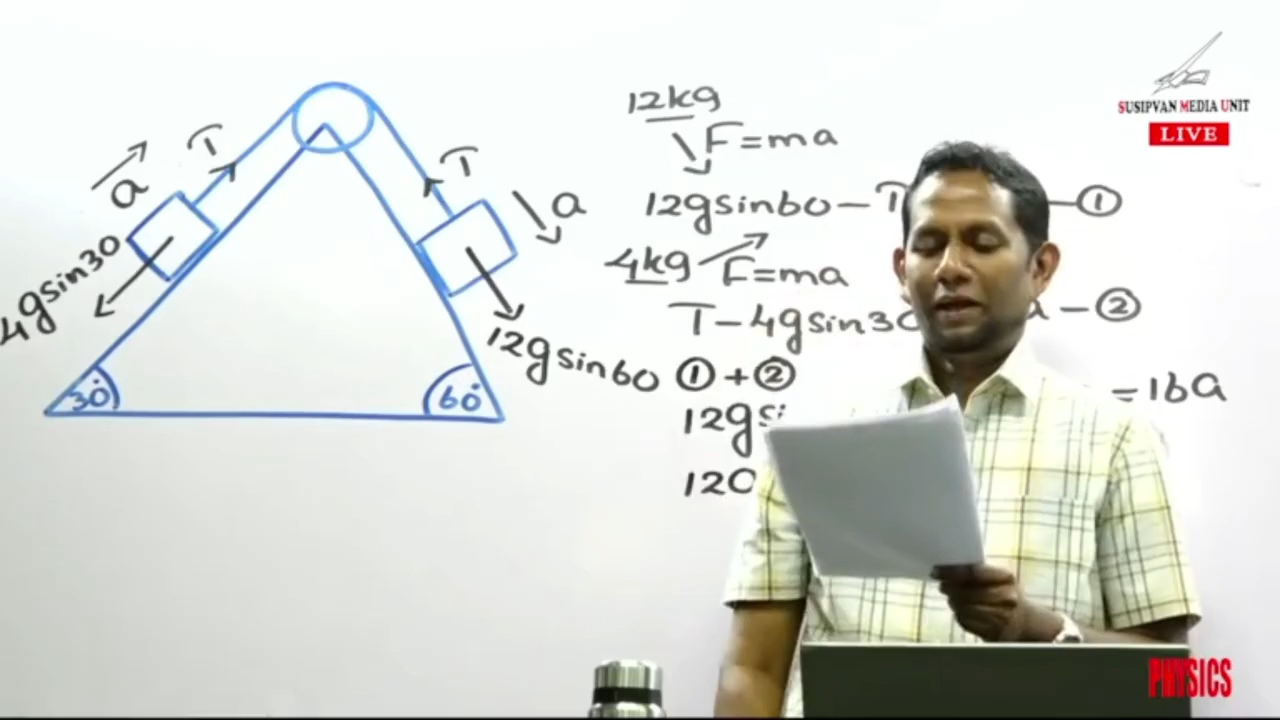 SUSIPVAN MEDIA UNIT
LIVE
T
a
4gsin30
30°
T
a
12gsin60
60°
12kg
F=ma
12gsin60-T
-①
4kg
F=ma
T-4gsin30
a-②
①+②
12gsi
=16a
120
PHYSICS